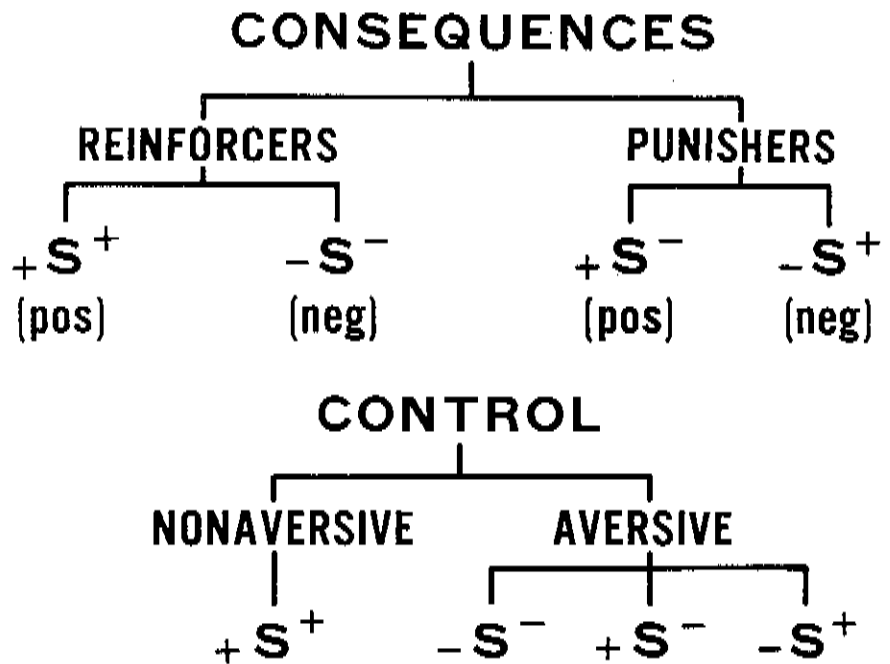 CONSEQUENCES
REINFORCERS PUNISHERS
+S+ -S- +S- -S+
(pos) (neg) (pos) (neg)
CONTROL
NONAVERSIVE AVERSIVE
+S+ -S- +S- -S+